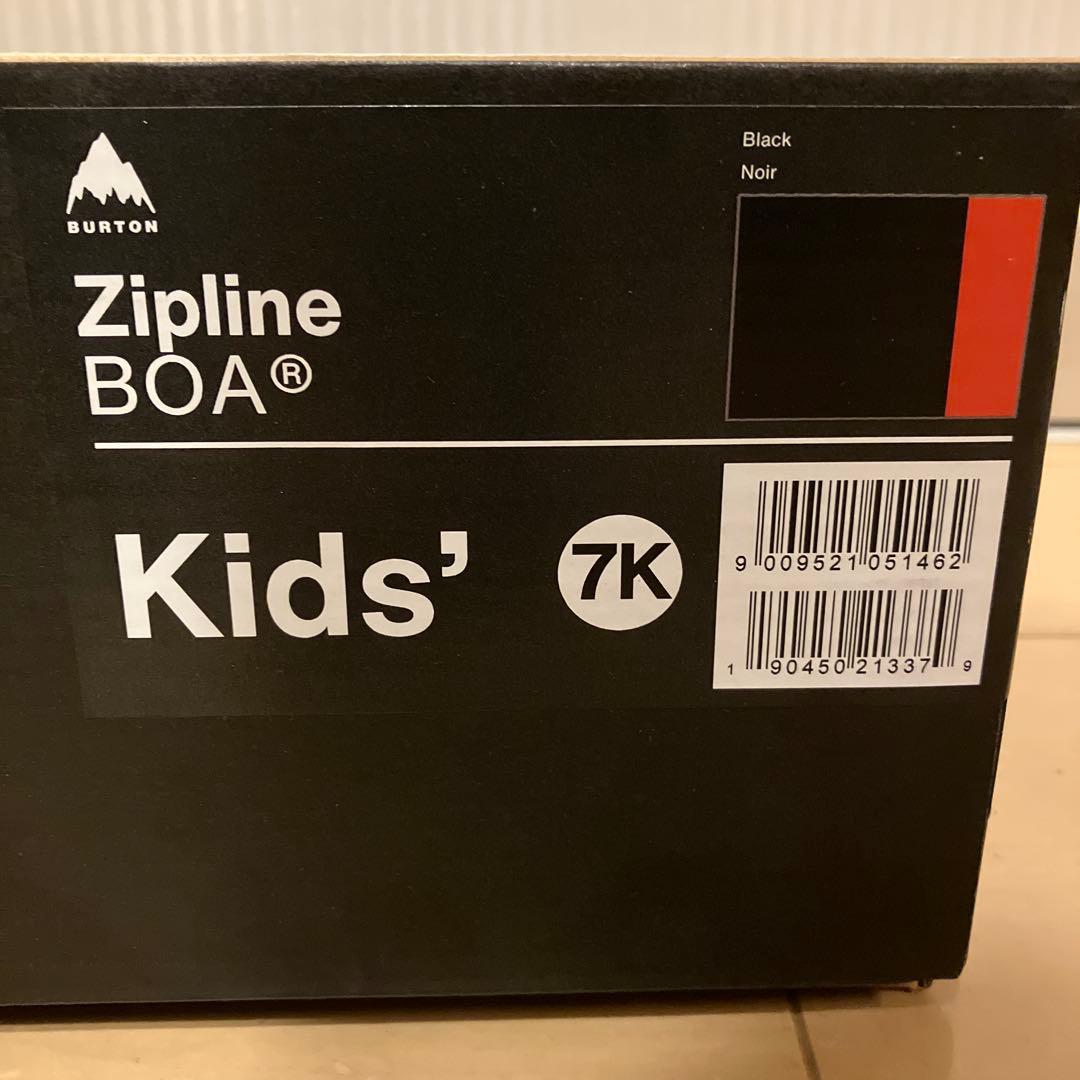 BURTON
Zipline
BOA®
Black
Noir
Kids’
7K
9 009521 051462
1 90450 21337 9